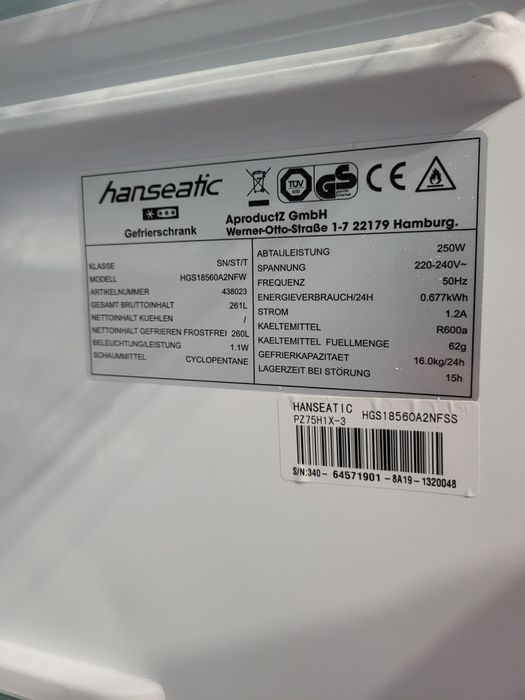 hanseatic
Gefrierschrank
TÜV
GS
CE
AproductZ GmbH
Werner-Otto-Straße 1-7 22179 Hamburg.
KLASSE SN/ST/T
MODELL HGS18560A2NFW
ARTIKELNUMMER 438023
GESAMT BRUTTOINHALT 261L
NETTOINHALT KUEHLEN /
NETTOINHALT GEFRIEREN FROSTFREI 260L
BELEUCHTUNG/LEISTUNG 1.1W
SCHAUMMITTEL CYCLOPENTANE
ABTAULEISTUNG 250W
SPANNUNG 220-240V~
FREQUENZ 50Hz
ENERGIEVERBRAUCH/24H 0.677kWh
STROM 1.2A
KAELTEMITTEL R600a
KAELTEMITTEL FUELLMENGE 62g
GEFRIERKAPAZITAET 16.0kg/24h
LAGERZEIT BEI STÖRUNG 15h
HANSEATIC HGS18560A2NFSS
PZ75H1X-3
S/N:340- 64571901 -8A19-1320048